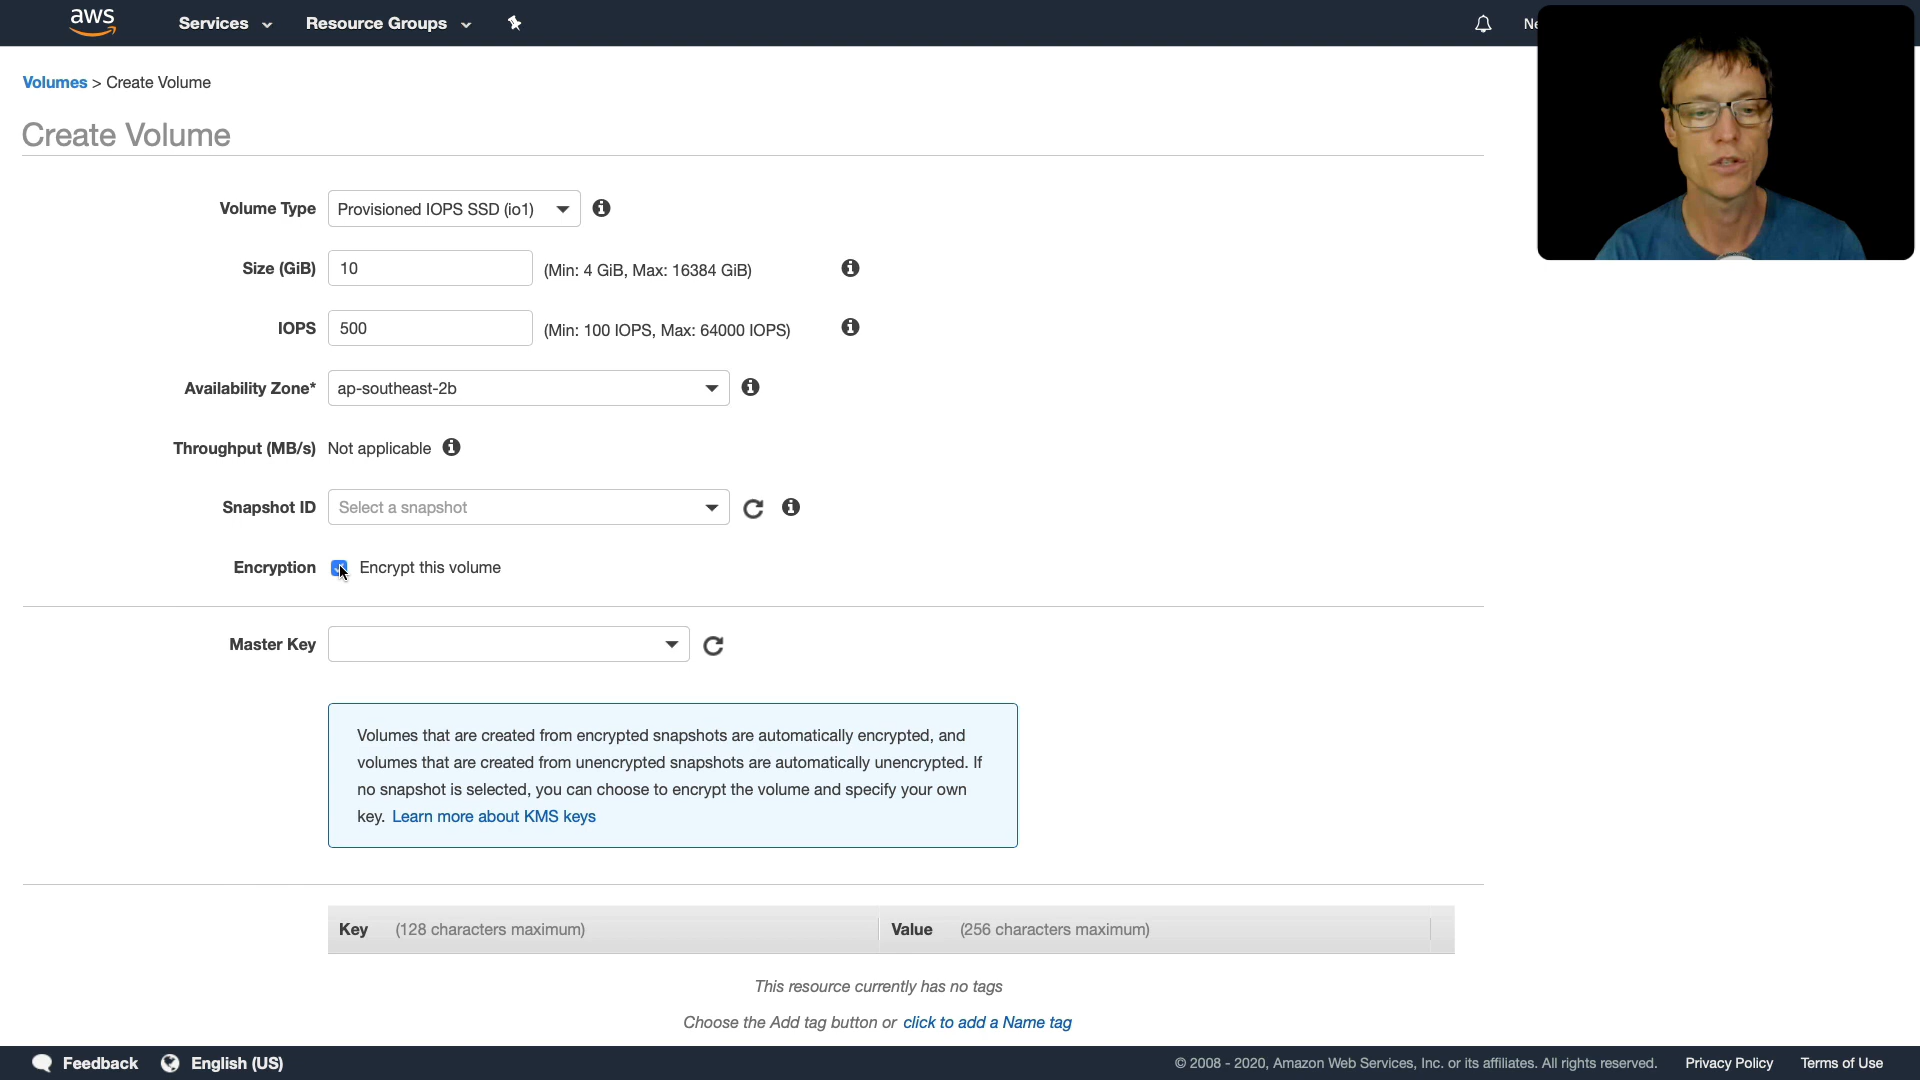 aws Services Resource Groups
Volumes > Create Volume
Create Volume
Volume Type Provisioned IOPS SSD (io1)
Size (GiB) 10 (Min: 4 GiB, Max: 16384 GiB)
IOPS 500 (Min: 100 IOPS, Max: 64000 IOPS)
Availability Zone* ap-southeast-2b
Throughput (MB/s) Not applicable
Snapshot ID Select a snapshot
Encryption Encrypt this volume
Master Key
Volumes that are created from encrypted snapshots are automatically encrypted, and
volumes that are created from unencrypted snapshots are automatically unencrypted. If
no snapshot is selected, you can choose to encrypt the volume and specify your own
key. Learn more about KMS keys
Key (128 characters maximum) Value (256 characters maximum)
This resource currently has no tags
Choose the Add tag button or click to add a Name tag
Feedback English (US) © 2008 - 2020, Amazon Web Services, Inc. or its affiliates. All rights reserved. Privacy Policy Terms of Use